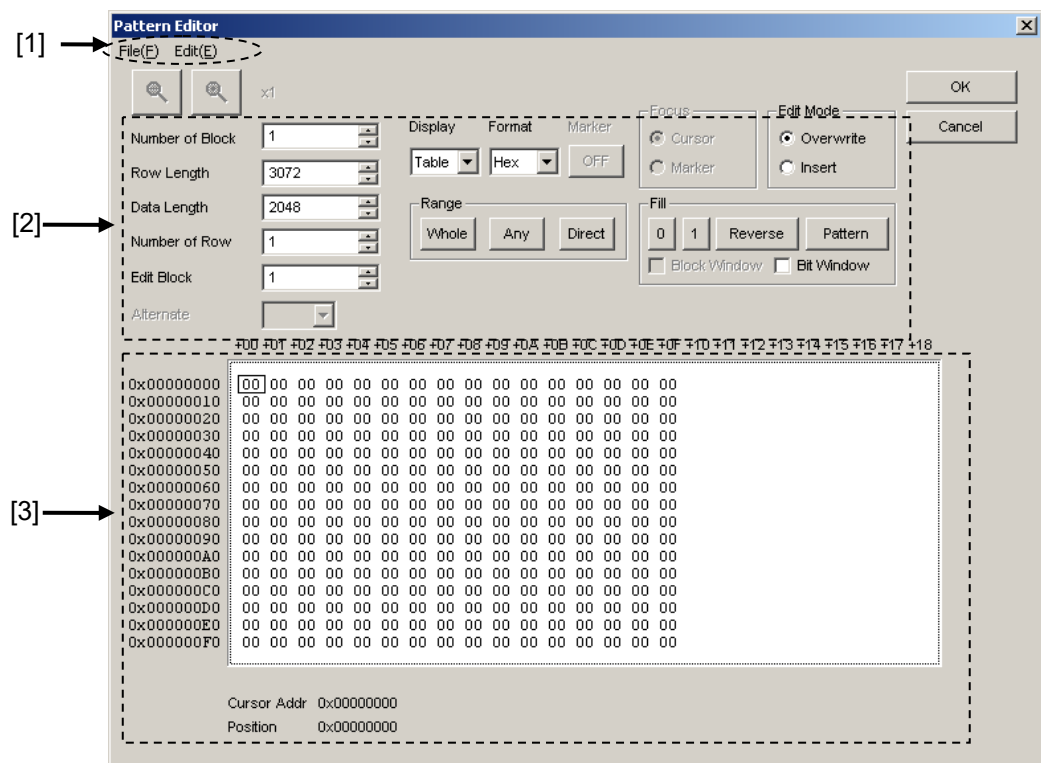 Pattern Editor
[1]
File(F) Edit(E)
x1
OK
Cancel
[2]
Number of Block 1
Row Length 3072
Data Length 2048
Number of Row 1
Edit Block 1
Alternate
Display Format Marker
Table Hex OFF
Focus
Cursor
Marker
Edit Mode
Overwrite
Insert
Range
Whole Any Direct
Fill
0 1 Reverse Pattern
Block Window Bit Window
+00 +01 +02 +03 +04 +05 +06 +07 +08 +09 +0A +0B +0C +0D +0E +0F +10 +11 +12 +13 +14 +15 +16 +17 +18
[3]
0x00000000 00 00 00 00 00 00 00 00 00 00 00 00 00 00 00 00
0x00000010 00 00 00 00 00 00 00 00 00 00 00 00 00 00 00 00
0x00000020 00 00 00 00 00 00 00 00 00 00 00 00 00 00 00 00
0x00000030 00 00 00 00 00 00 00 00 00 00 00 00 00 00 00 00
0x00000040 00 00 00 00 00 00 00 00 00 00 00 00 00 00 00 00
0x00000050 00 00 00 00 00 00 00 00 00 00 00 00 00 00 00 00
0x00000060 00 00 00 00 00 00 00 00 00 00 00 00 00 00 00 00
0x00000070 00 00 00 00 00 00 00 00 00 00 00 00 00 00 00 00
0x00000080 00 00 00 00 00 00 00 00 00 00 00 00 00 00 00 00
0x00000090 00 00 00 00 00 00 00 00 00 00 00 00 00 00 00 00
0x000000A0 00 00 00 00 00 00 00 00 00 00 00 00 00 00 00 00
0x000000B0 00 00 00 00 00 00 00 00 00 00 00 00 00 00 00 00
0x000000C0 00 00 00 00 00 00 00 00 00 00 00 00 00 00 00 00
0x000000D0 00 00 00 00 00 00 00 00 00 00 00 00 00 00 00 00
0x000000E0 00 00 00 00 00 00 00 00 00 00 00 00 00 00 00 00
0x000000F0 00 00 00 00 00 00 00 00 00 00 00 00 00 00 00 00
Cursor Addr 0x00000000
Position 0x00000000